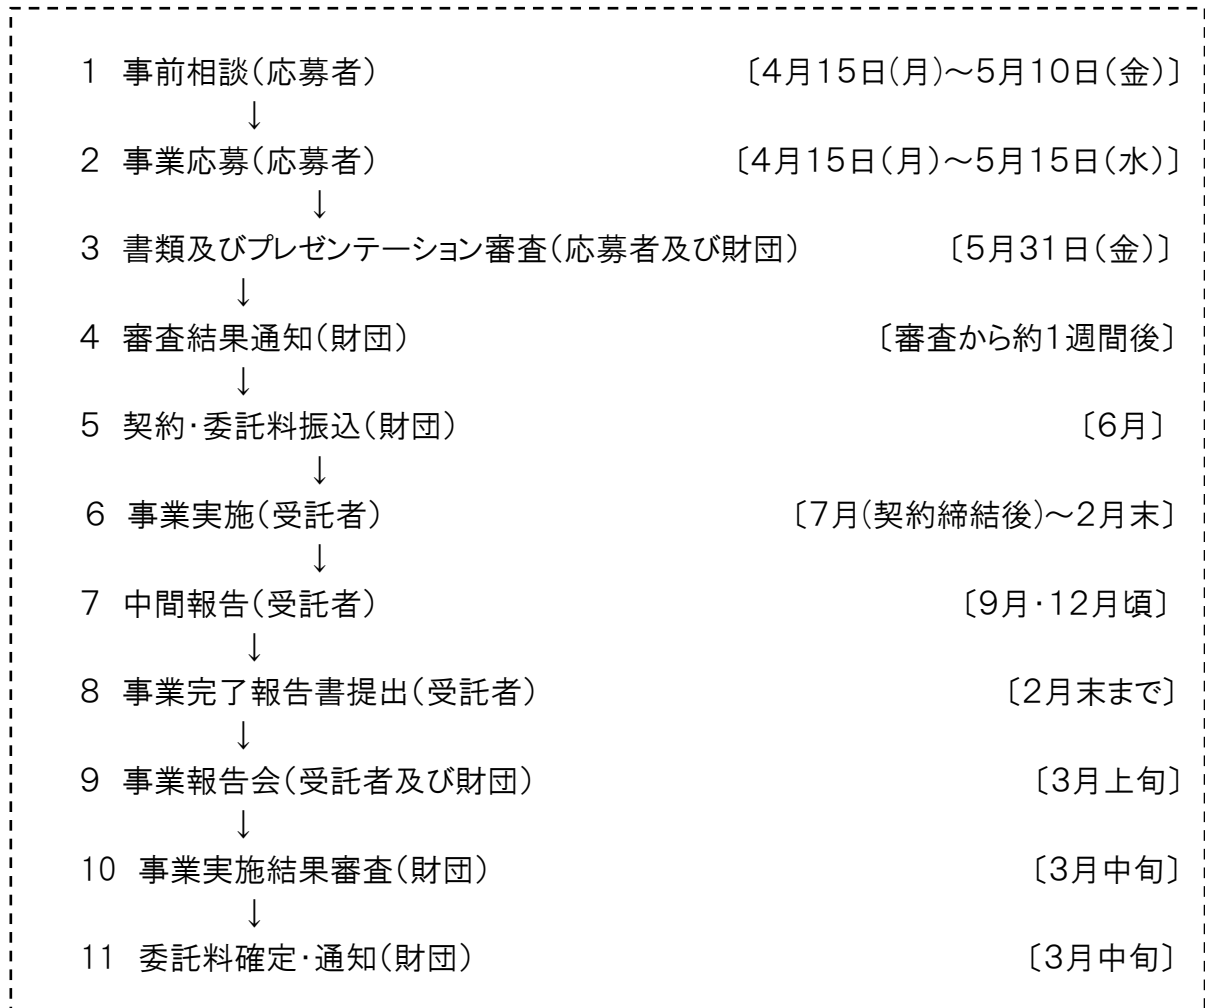 1 事前相談（応募者） 〔4月15日(月)～5月10日（金）〕
↓
2 事業応募（応募者） 〔4月15日（月）～5月15日（水）〕
↓
3 書類及びプレゼンテーション審査（応募者及び財団） 〔5月31日（金）〕
↓
4 審査結果通知（財団） 〔審査から約1週間後〕
↓
5 契約・委託料振込（財団） 〔6月〕
↓
6 事業実施（受託者） 〔7月(契約締結後)～2月末〕
↓
7 中間報告（受託者） 〔9月・12月頃〕
↓
8 事業完了報告書提出（受託者） 〔2月末まで〕
↓
9 事業報告会（受託者及び財団） 〔3月上旬〕
↓
10 事業実施結果審査（財団） 〔3月中旬〕
↓
11 委託料確定・通知（財団） 〔3月中旬〕